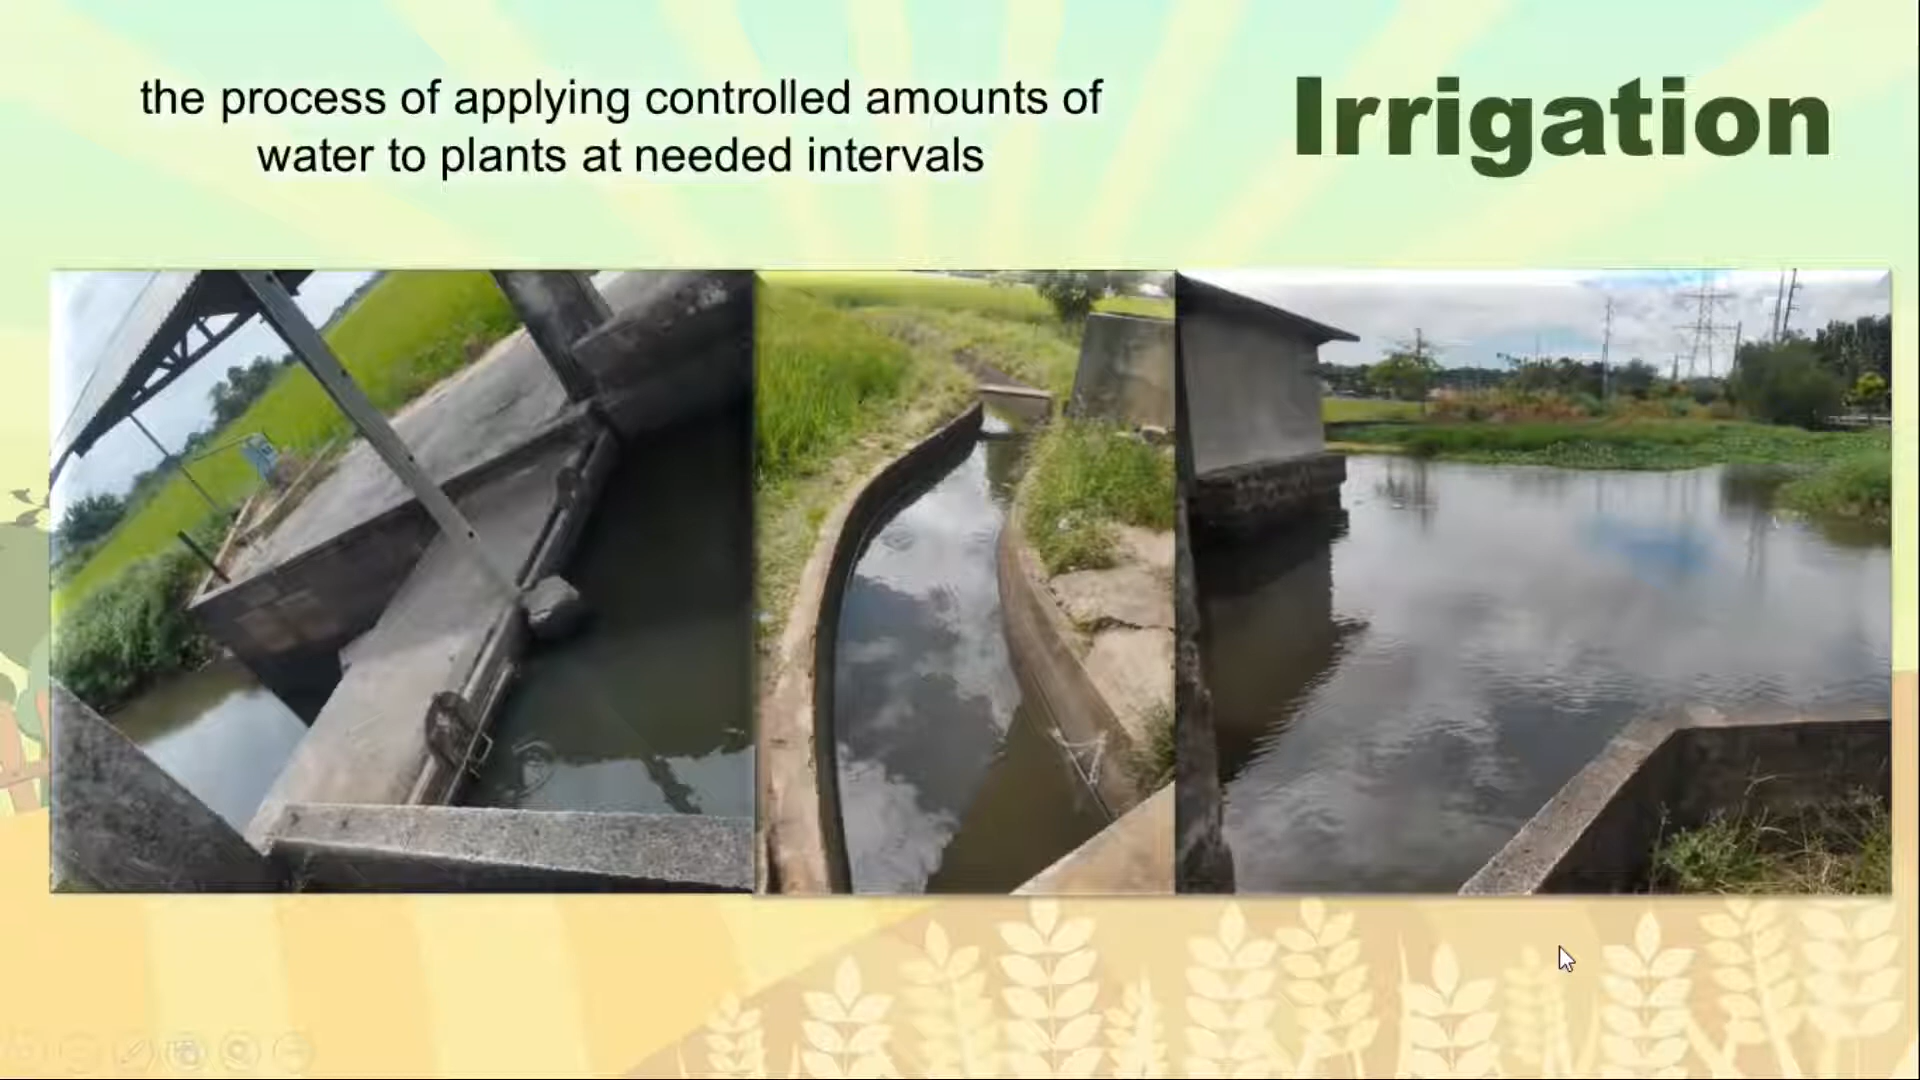 Irrigation
the process of applying controlled amounts of
water to plants at needed intervals